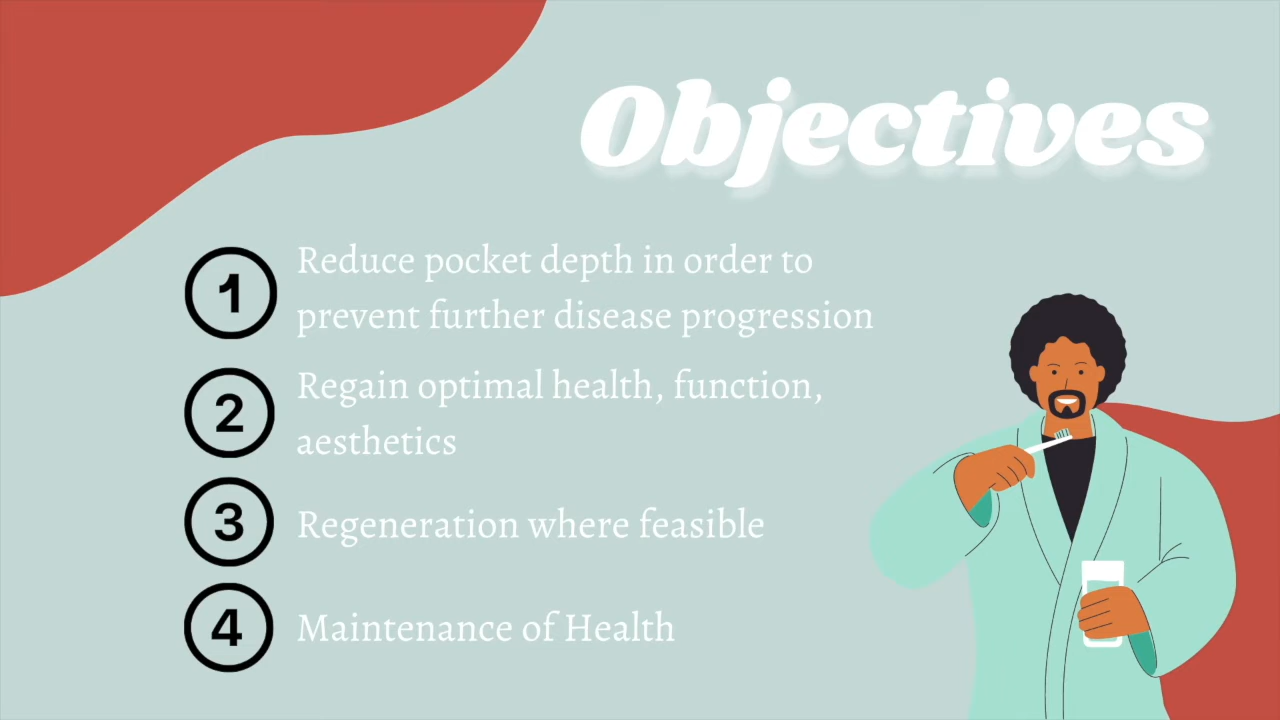 Objectives
1 Reduce pocket depth in order to
prevent further disease progression
2 Regain optimal health, function,
aesthetics
3 Regeneration where feasible
4 Maintenance of Health